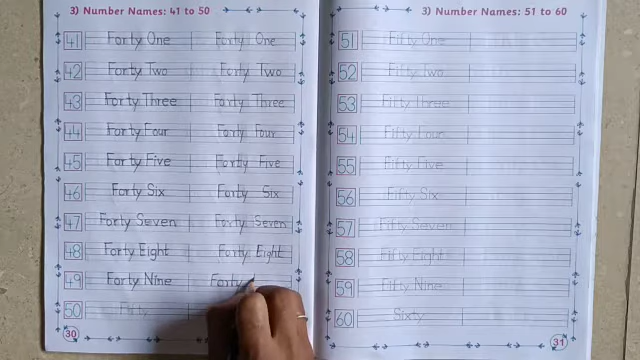 3) Number Names: 41 to 50
41 Forty One Forty One
42 Forty Two Forty Two
43 Forty Three Forty Three
44 Forty Four Forty Four
45 Forty Five Forty Five
46 Forty Six Forty Six
47 Forty Seven Forty Seven
48 Forty Eight Forty Eight
49 Forty Nine Forty
50 Fifty
30
3) Number Names: 51 to 60
51 Fifty One
52 Fifty Two
53 Fifty Three
54 Fifty Four
55 Fifty Five
56 Fifty Six
57 Fifty Seven
58 Fifty Eight
59 Fifty Nine
60 Sixty
31